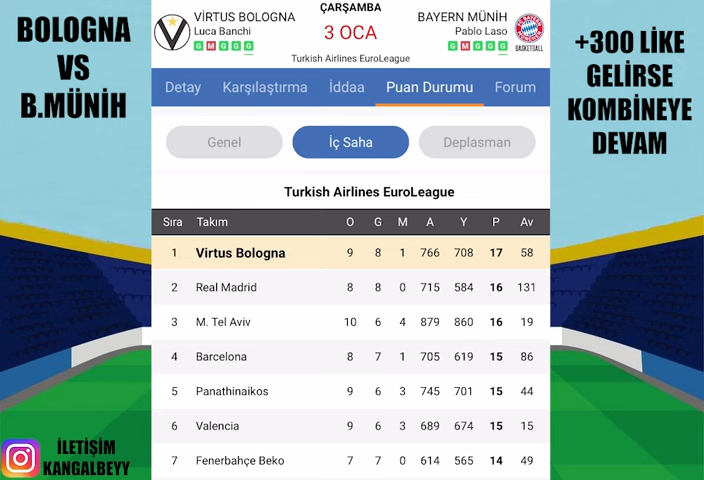 BOLOGNA
VS
B.MÜNİH
ÇARŞAMBA
VİRTUS BOLOGNA
Luca Banchi
G M G G G
3 OCA
BAYERN MÜNİH
Pablo Laso
G M G G G
BASKETBALL
Turkish Airlines EuroLeague
Detay Karşılaştırma İddaa Puan Durumu Forum
Genel İç Saha Deplasman
Turkish Airlines EuroLeague
Sıra Takım O G M A Y P Av
1 Virtus Bologna 9 8 1 766 708 17 58
2 Real Madrid 8 8 0 715 584 16 131
3 M. Tel Aviv 10 6 4 879 860 16 19
4 Barcelona 8 7 1 705 619 15 86
5 Panathinaikos 9 6 3 745 701 15 44
6 Valencia 9 6 3 689 674 15 15
7 Fenerbahçe Beko 7 7 0 614 565 14 49
+300 LİKE
GELİRSE
KOMBİNEYE
DEVAM
İLETİŞİM
KANGALBEYY